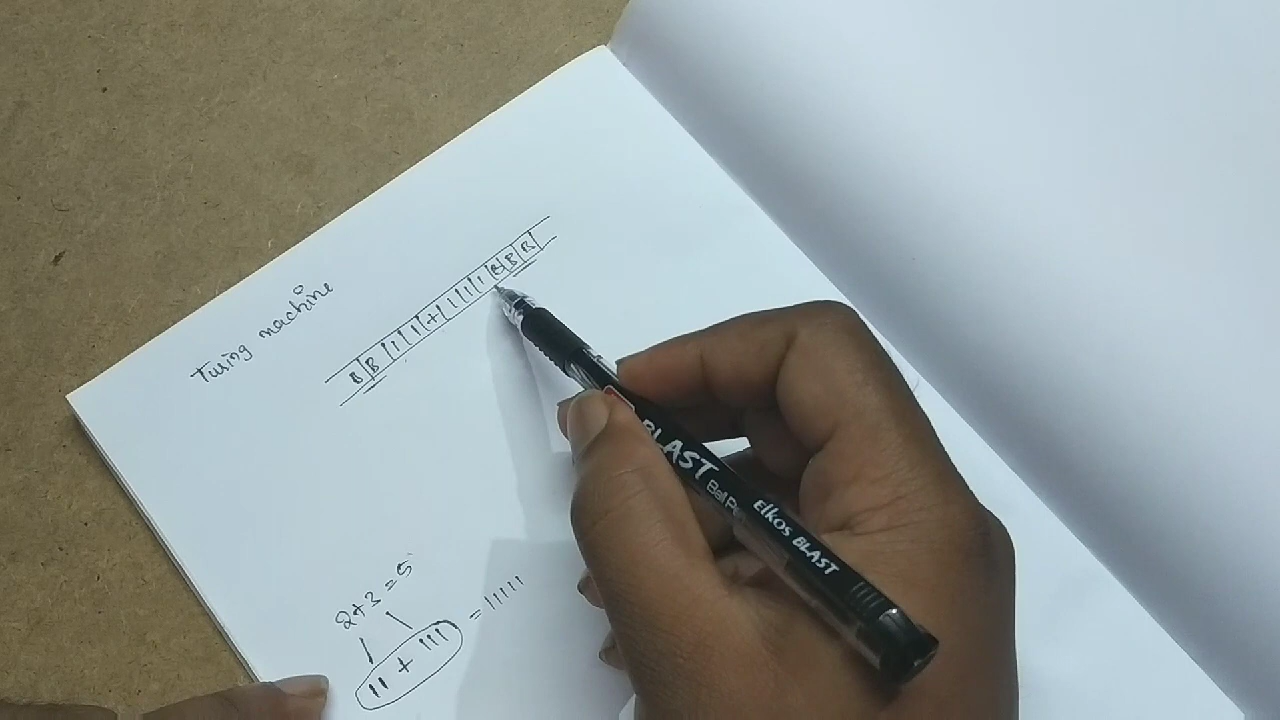 Turing machine
B B 1 1 + 1 1 1 B B B
2+3 = 5
11 + 111 = 11111
BLAST
Elkos BLAST